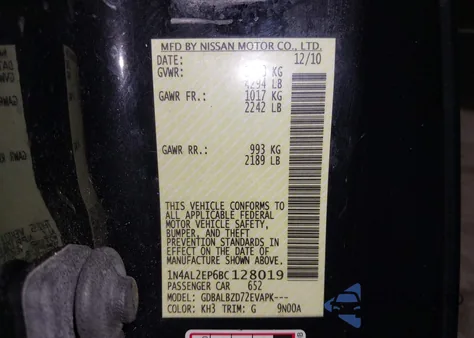 MFD BY NISSAN MOTOR CO., LTD.
DATE: 12/10
GVWR: KG
4294 LB
GAWR FR.: 1017 KG
2242 LB
GAWR RR.: 993 KG
2189 LB
THIS VEHICLE CONFORMS TO
ALL APPLICABLE FEDERAL
MOTOR VEHICLE SAFETY,
BUMPER, AND THEFT
PREVENTION STANDARDS IN
EFFECT ON THE DATE OF
MANUFACTURE SHOWN ABOVE.
1N4AL2EP6BC128019
PASSENGER CAR 652
MODEL: GDBALBZD72EVAPK---
COLOR: KH3 TRIM: G 9N00A